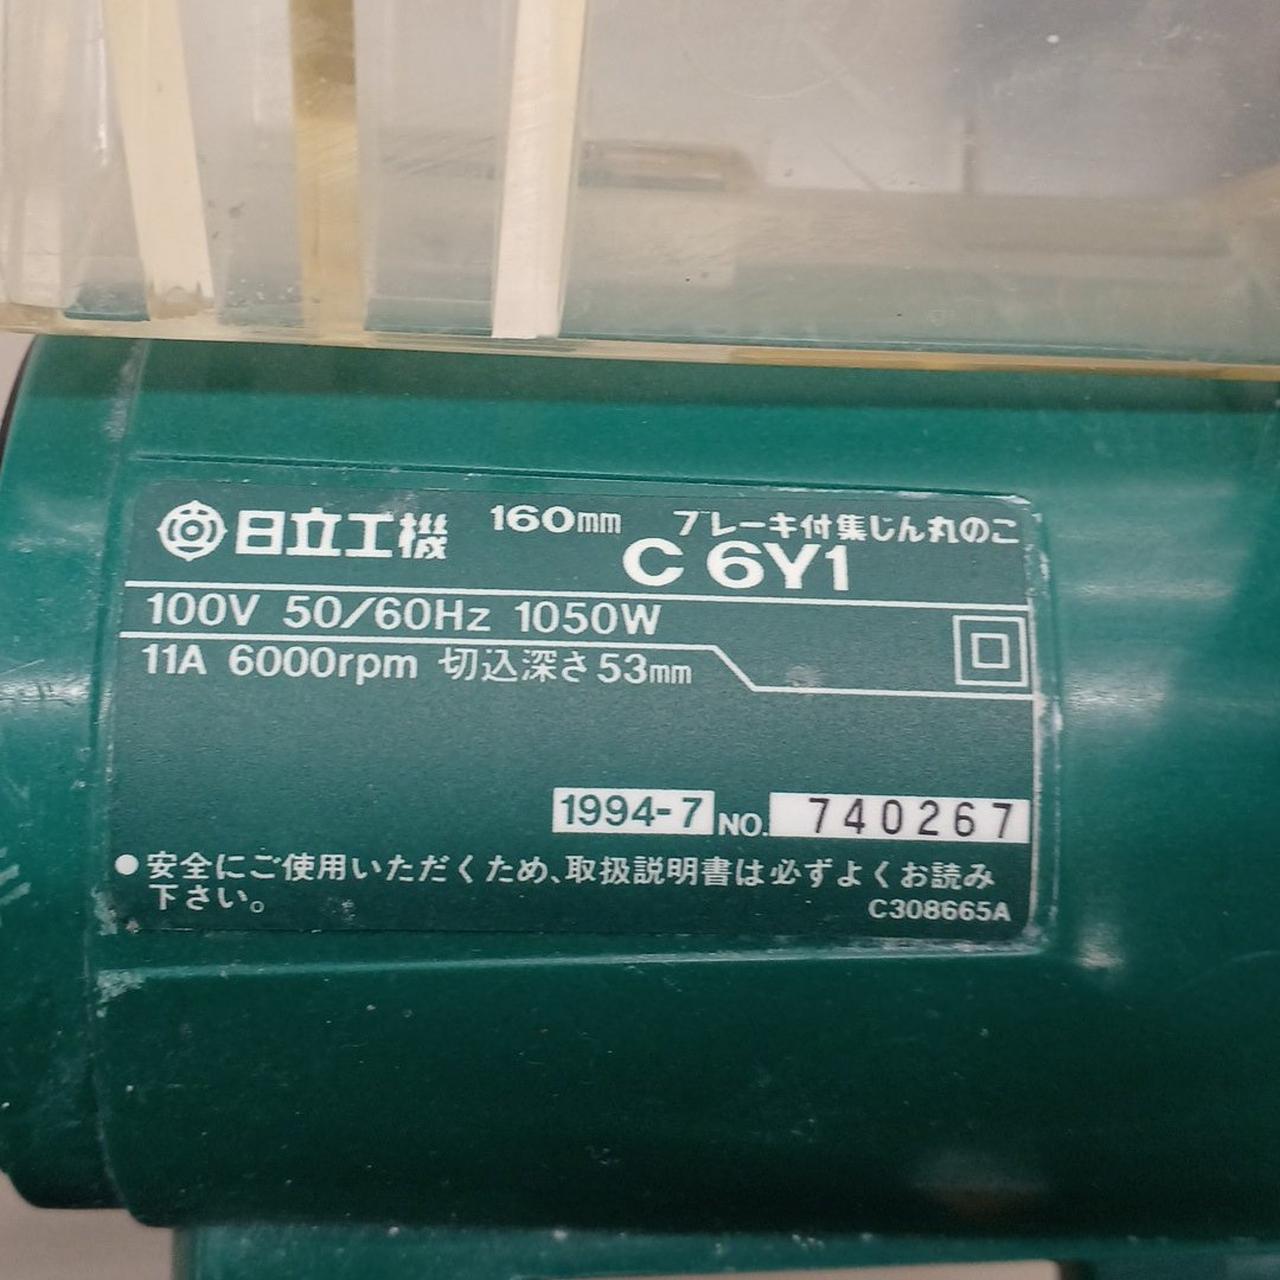 日立工機 160mm ブレーキ付集じん丸のこ
C 6Y1
100V 50/60Hz 1050W
11A 6000rpm 切込深さ53mm
1994-7 NO. 740267
●安全にご使用いただくため、取扱説明書は必ずよくお読み
下さい。
C308665A